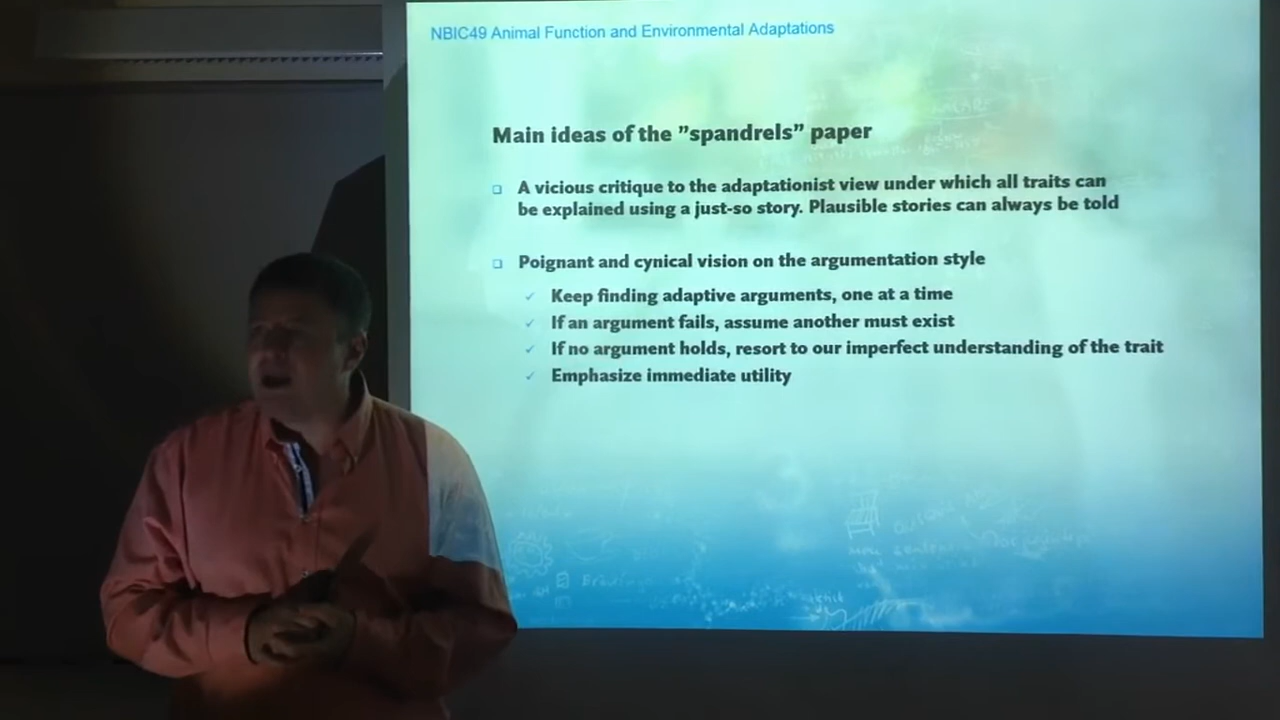 NBIC49 Animal Function and Environmental Adaptations
Main ideas of the ”spandrels” paper
A vicious critique to the adaptationist view under which all traits can
be explained using a just-so story. Plausible stories can always be told
Poignant and cynical vision on the argumentation style
Keep finding adaptive arguments, one at a time
If an argument fails, assume another must exist
If no argument holds, resort to our imperfect understanding of the trait
Emphasize immediate utility